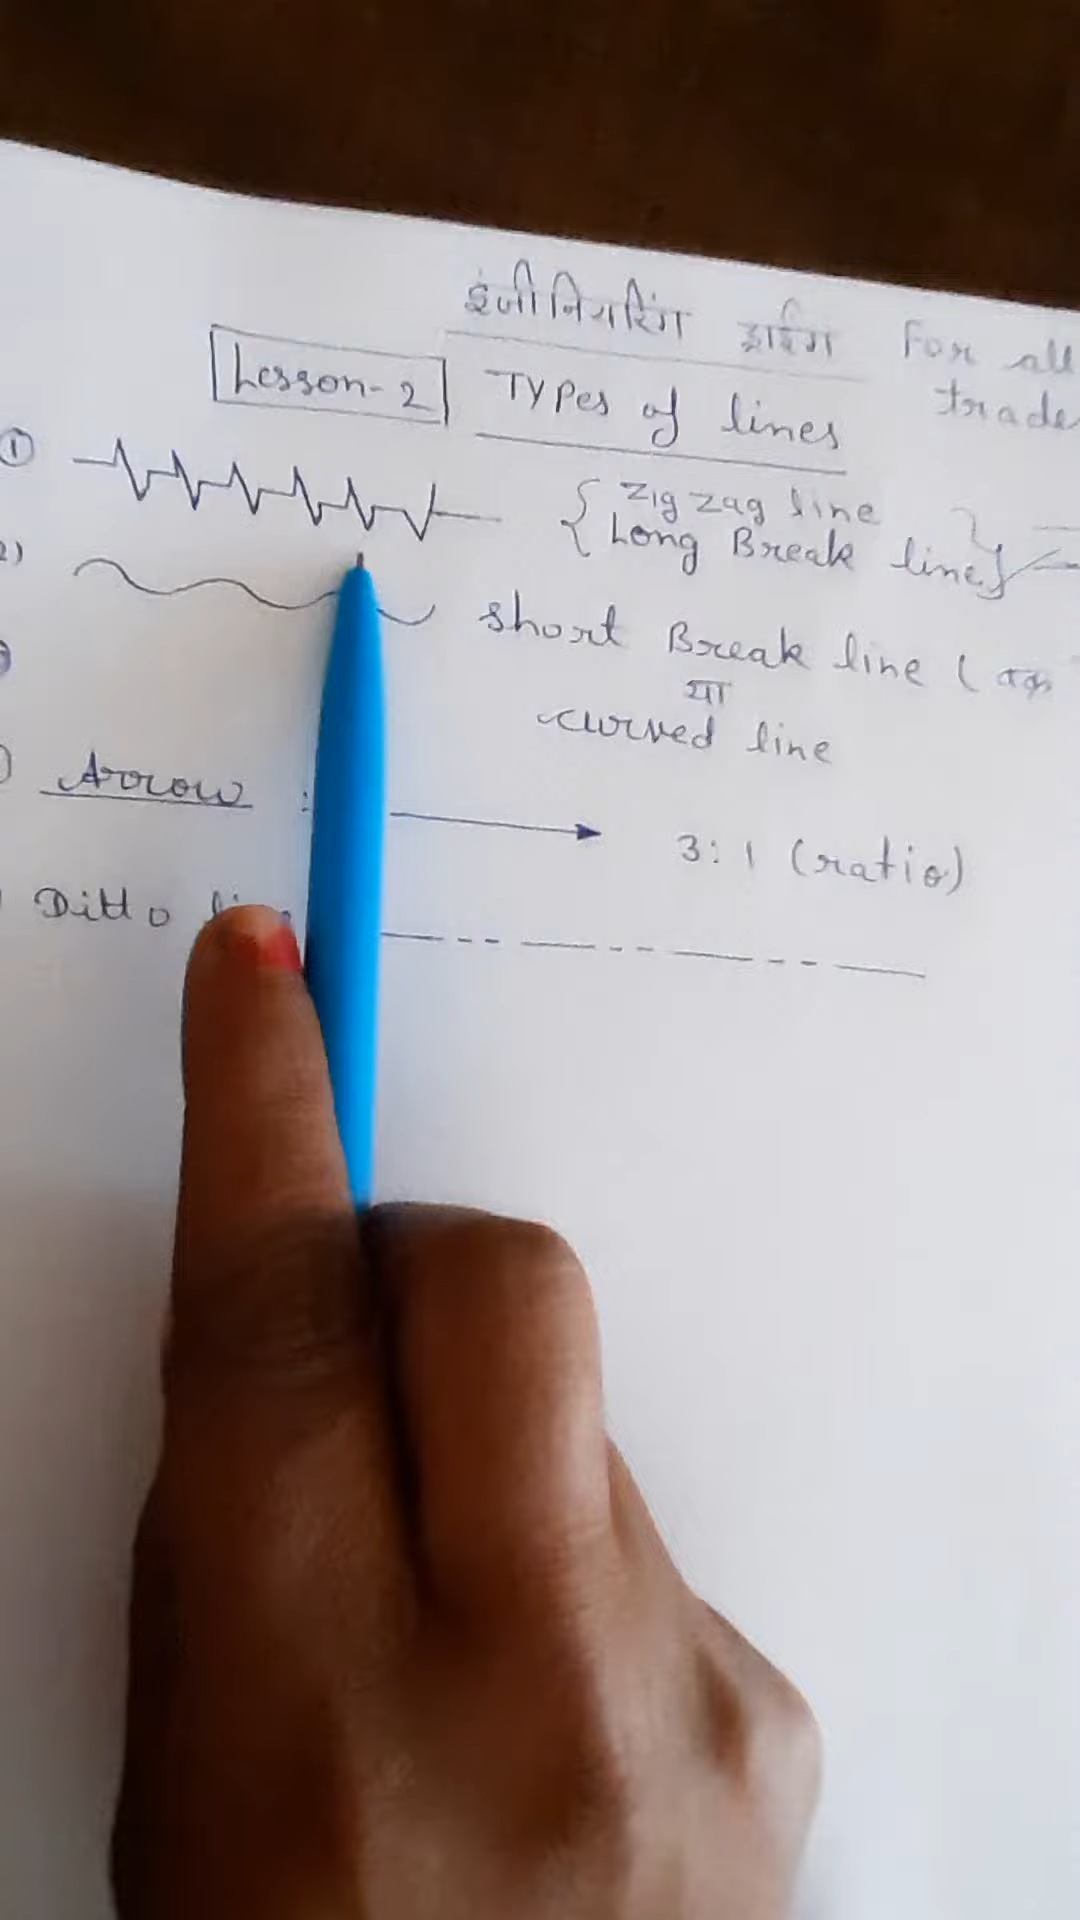 इंजीनियरिंग ड्राईंग For all
trade
Lesson-2 Types of lines
① Zig zag line
Long Break line
2) short Break line (
या
curved line
Arrow : 3:1 (ratio)
Ditto